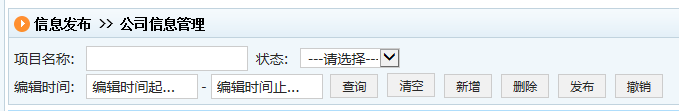 信息发布 >> 公司信息管理
项目名称: 状态: ---请选择---
编辑时间: 编辑时间起... - 编辑时间止... 查询 清空 新增 删除 发布 撤销